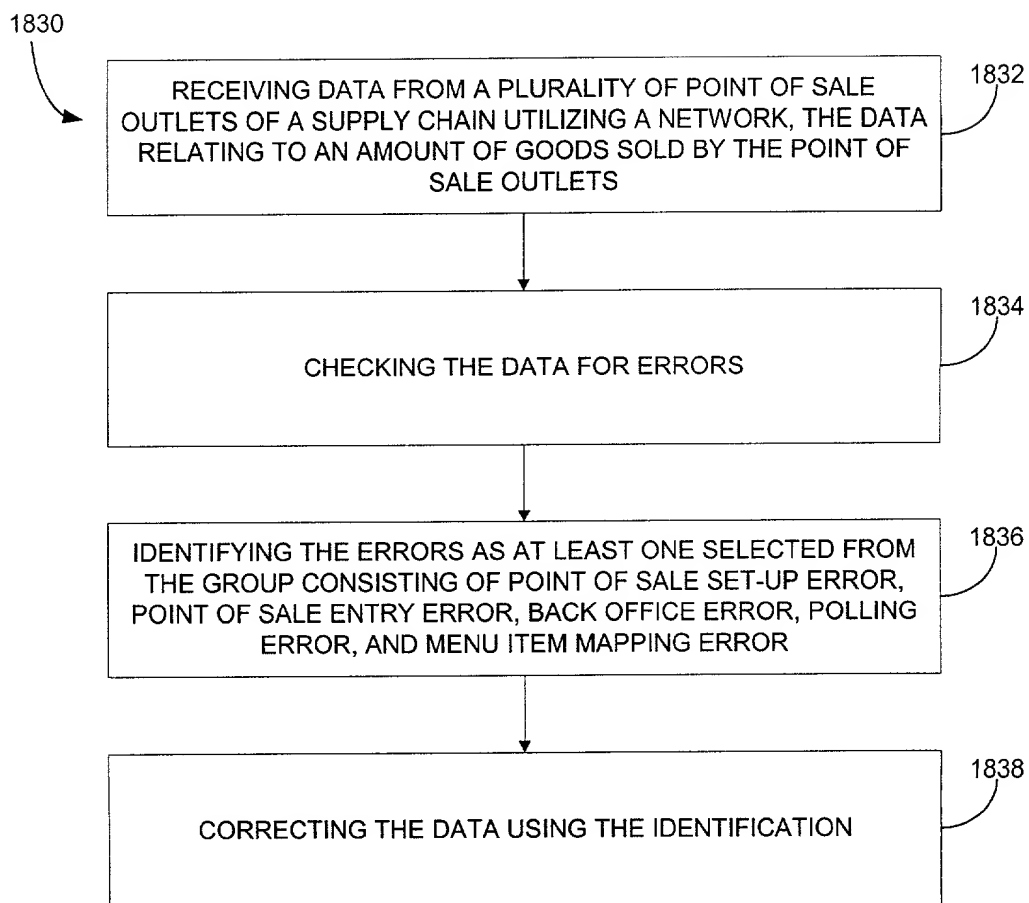 1830
1832
RECEIVING DATA FROM A PLURALITY OF POINT OF SALE
OUTLETS OF A SUPPLY CHAIN UTILIZING A NETWORK, THE DATA
RELATING TO AN AMOUNT OF GOODS SOLD BY THE POINT OF
SALE OUTLETS
1834
CHECKING THE DATA FOR ERRORS
1836
IDENTIFYING THE ERRORS AS AT LEAST ONE SELECTED FROM
THE GROUP CONSISTING OF POINT OF SALE SET-UP ERROR,
POINT OF SALE ENTRY ERROR, BACK OFFICE ERROR, POLLING
ERROR, AND MENU ITEM MAPPING ERROR
1838
CORRECTING THE DATA USING THE IDENTIFICATION